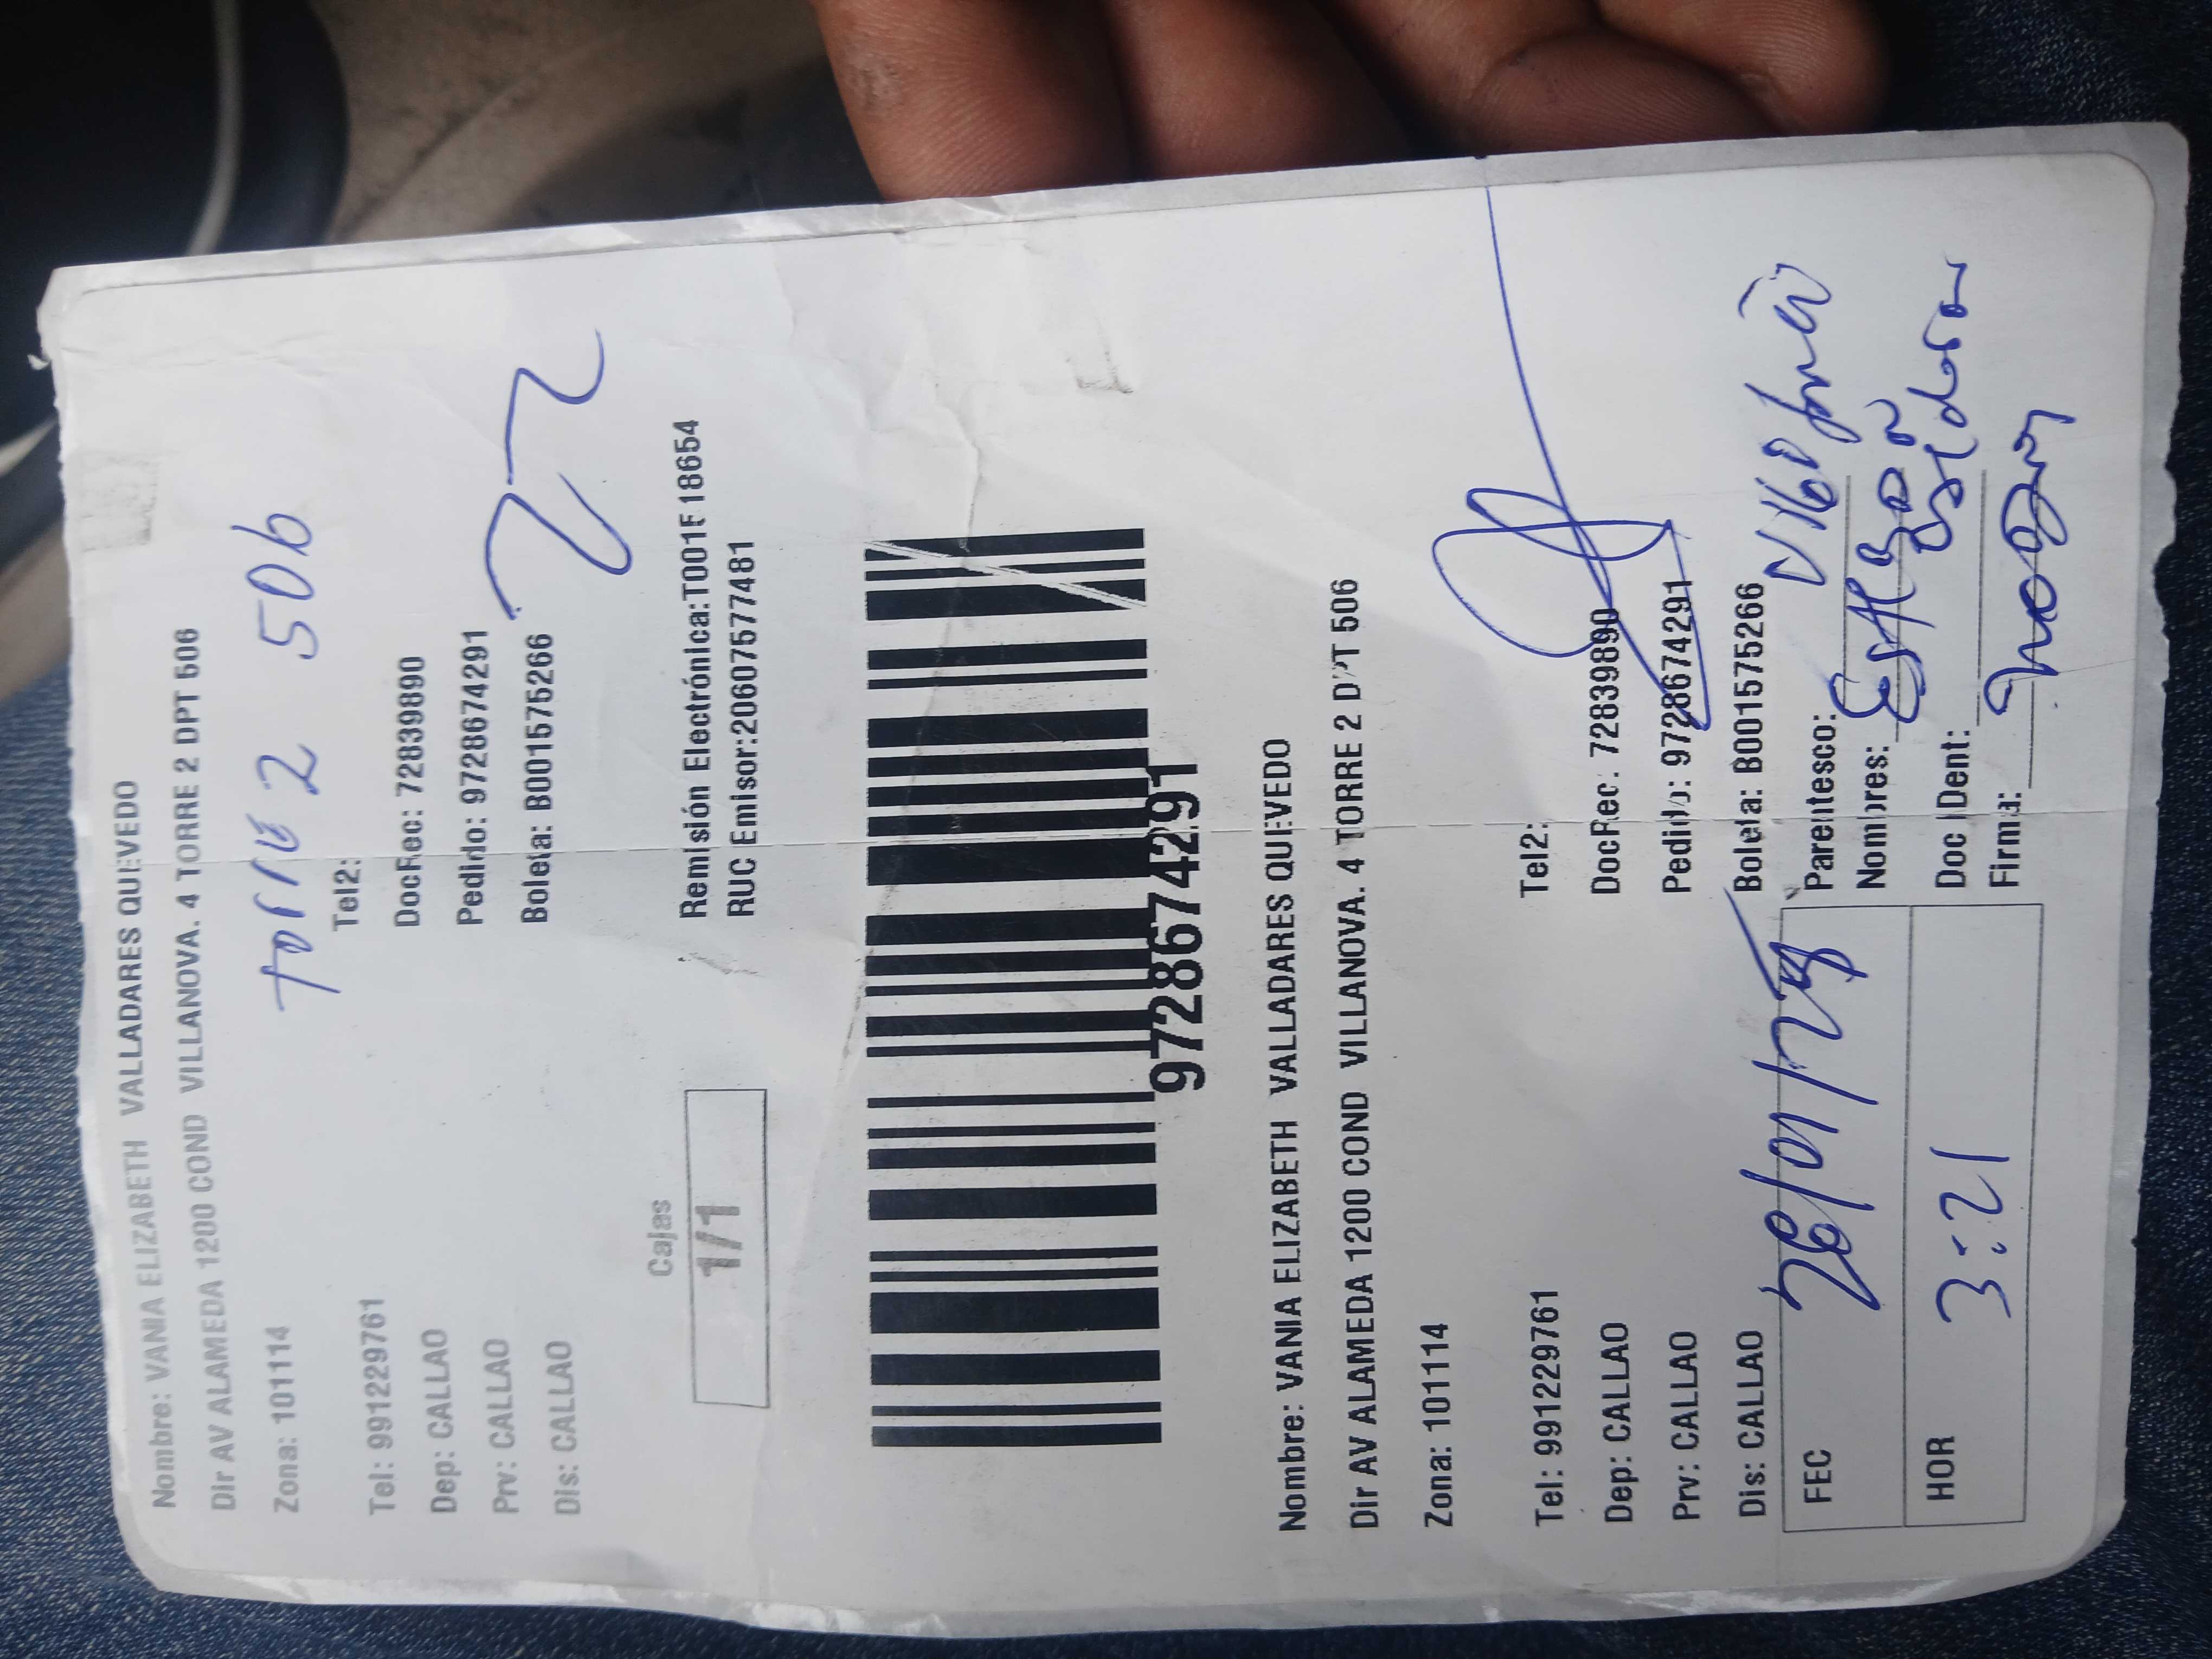 Nombre: VANIA ELIZABETH VALLADARES QUEVEDO
Dir AV ALAMEDA 1200 COND VILLANOVA. 4 TORRE 2 DPT 506
Zona: 101114
torre 2 506
Tel: 991229761 Tel2:
Dep: CALLAO DocRec: 72839890
Prv: CALLAO Pedido: 9728674291
Dis: CALLAO Boleta: B001575266
Cajas
1/1
Remisión Electrónica:T001F18654
RUC Emisor:20607577481
9728674291
Nombre: VANIA ELIZABETH VALLADARES QUEVEDO
Dir AV ALAMEDA 1200 COND VILLANOVA. 4 TORRE 2 DPT 506
Zona: 101114
Tel: 991229761 Tel2:
Dep: CALLAO DocRec: 72839890
Prv: CALLAO Pedido: 9728674291
Dis: CALLAO Boleta: B001575266
FEC 28/01/25 Parentesco:
Nombres:
HOR 3:21 Doc IDent:
Firma: